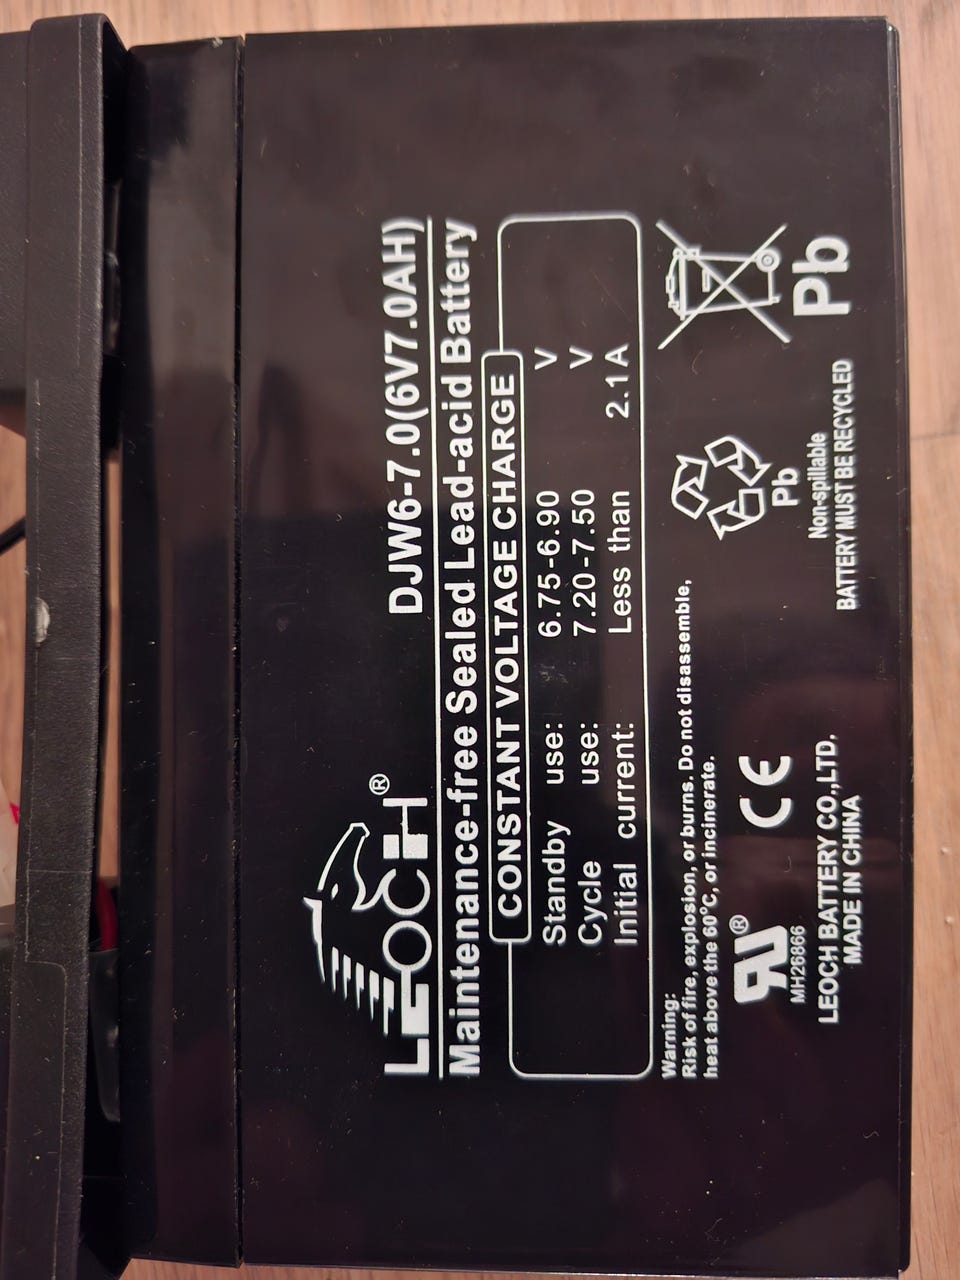 LEOCH®
DJW6-7.0(6V7.0AH)
Maintenance-free Sealed Lead-acid Battery
CONSTANT VOLTAGE CHARGE
Standby use: 6.75-6.90 V
Cycle use: 7.20-7.50 V
Initial current: Less than 2.1A
Warning:
Risk of fire, explosion, or burns. Do not disassemble,
heat above the 60°C, or incinerate.
RU®
MH26866
CE
LEOCH BATTERY CO.,LTD.
MADE IN CHINA
Pb
Non-spillable
BATTERY MUST BE RECYCLED
Pb